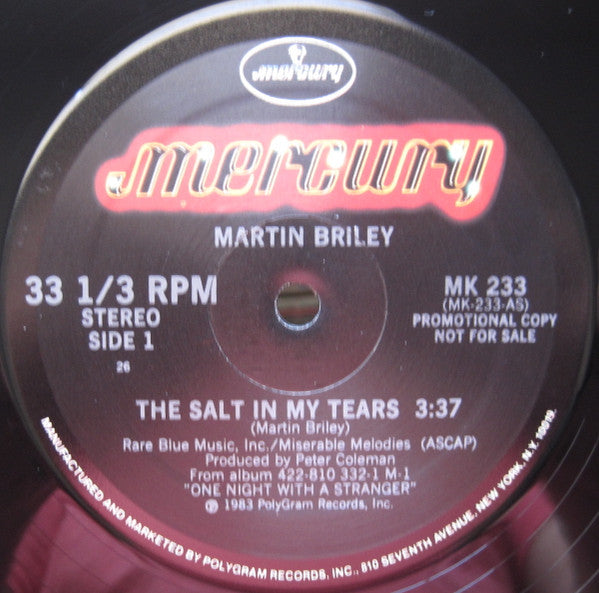 mercury
mercury
MARTIN BRILEY
33 1/3 RPM
STEREO
SIDE 1
26
MK 233
(MK-233-AS)
PROMOTIONAL COPY
NOT FOR SALE
THE SALT IN MY TEARS 3:37
(Martin Briley)
Rare Blue Music, Inc./Miserable Melodies (ASCAP)
Produced by Peter Coleman
From album 422-810 332-1 M-1
"ONE NIGHT WITH A STRANGER"
℗ 1983 PolyGram Records, Inc.
MANUFACTURED AND MARKETED BY POLYGRAM RECORDS, INC., 810 SEVENTH AVENUE, NEW YORK, N.Y. 10019.